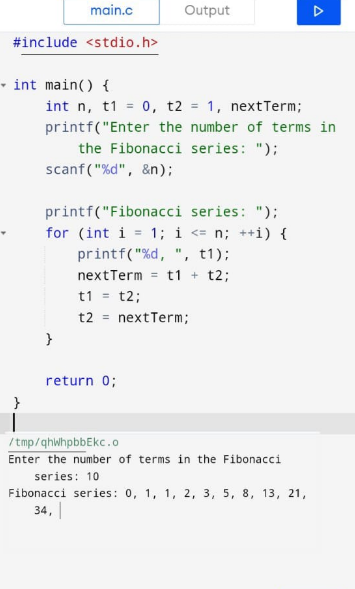 main.c Output
#include <stdio.h>
int main() {
int n, t1 = 0, t2 = 1, nextTerm;
printf("Enter the number of terms in
the Fibonacci series: ");
scanf("%d", &n);
printf("Fibonacci series: ");
for (int i = 1; i <= n; ++i) {
printf("%d, ", t1);
nextTerm = t1 + t2;
t1 = t2;
t2 = nextTerm;
}
return 0;
}
/tmp/qhWhpbbEkc.o
Enter the number of terms in the Fibonacci
series: 10
Fibonacci series: 0, 1, 1, 2, 3, 5, 8, 13, 21,
34,